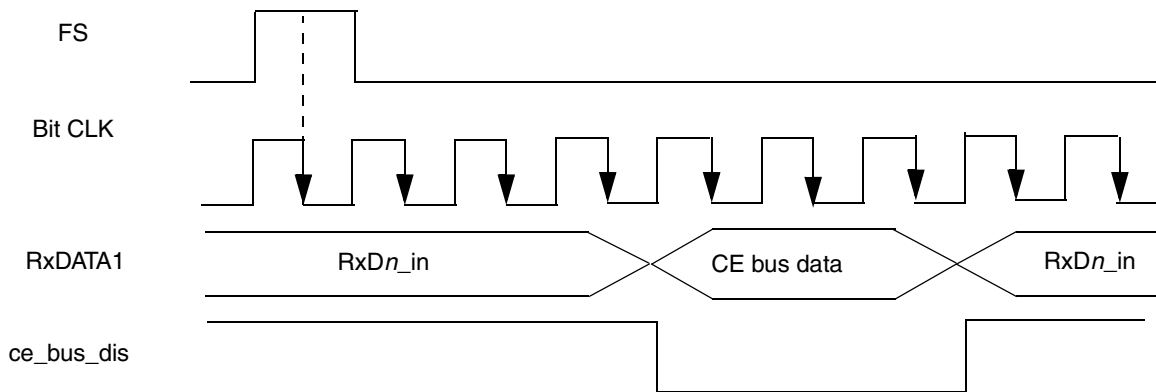 FS
Bit CLK
RxDATA1
RxDn_in
CE bus data
RxDn_in
ce_bus_dis